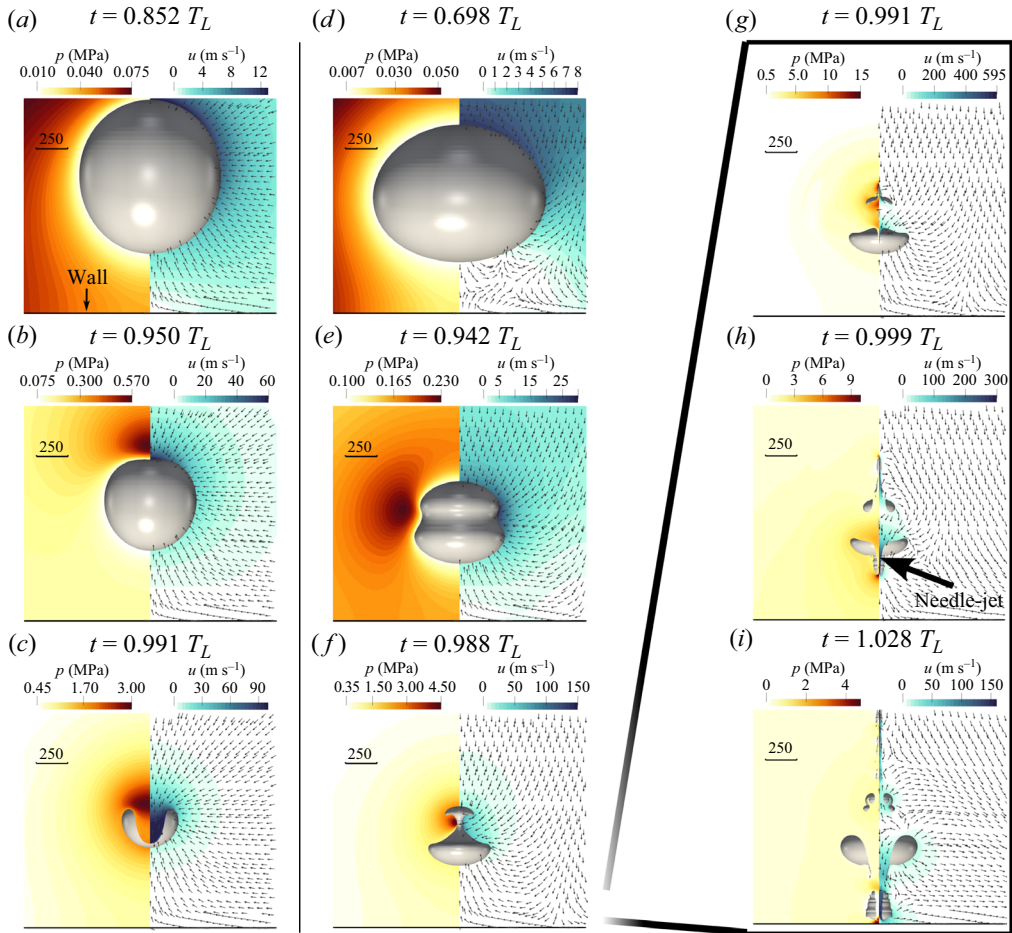 (a) t = 0.852 T_L
p (MPa) u (m s⁻¹)
0.010 0.040 0.075 0 4 8 12
250
Wall
(b) t = 0.950 T_L
p (MPa) u (m s⁻¹)
0.075 0.300 0.570 0 20 40 60
250
(c) t = 0.991 T_L
p (MPa) u (m s⁻¹)
0.45 1.70 3.00 0 30 60 90
250
(d) t = 0.698 T_L
p (MPa) u (m s⁻¹)
0.007 0.030 0.050 0 1 2 3 4 5 6 7 8
250
(e) t = 0.942 T_L
p (MPa) u (m s⁻¹)
0.100 0.165 0.230 0 5 15 25
250
(f) t = 0.988 T_L
p (MPa) u (m s⁻¹)
0.35 1.50 3.00 4.50 0 50 100 150
250
(g) t = 0.991 T_L
p (MPa) u (m s⁻¹)
0.5 5.0 10 15 0 200 400 595
250
(h) t = 0.999 T_L
p (MPa) u (m s⁻¹)
0 3 6 9 0 100 200 300
250
Needle-jet
(i) t = 1.028 T_L
p (MPa) u (m s⁻¹)
0 2 4 0 50 100 150
250